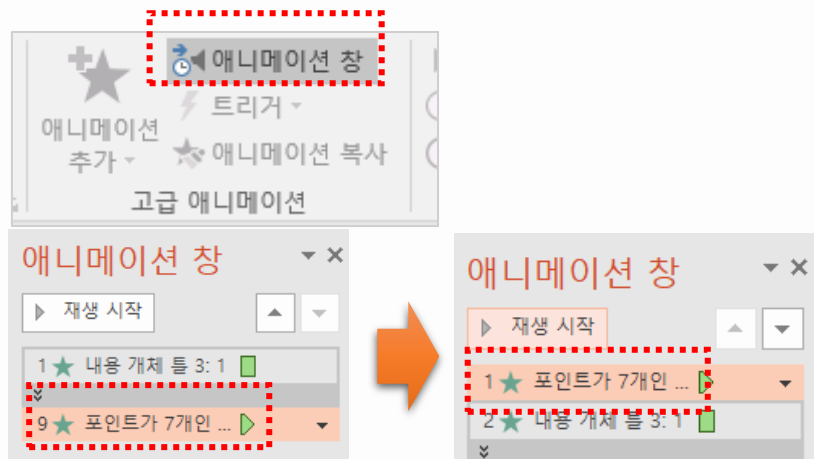 애니메이션 창
트리거
애니메이션
추가
애니메이션 복사
고급 애니메이션
애니메이션 창
재생 시작
1 내용 개체 틀 3: 1
9 포인트가 7개인 ...
애니메이션 창
재생 시작
1 포인트가 7개인 ...
2 내용 개체 틀 3: 1